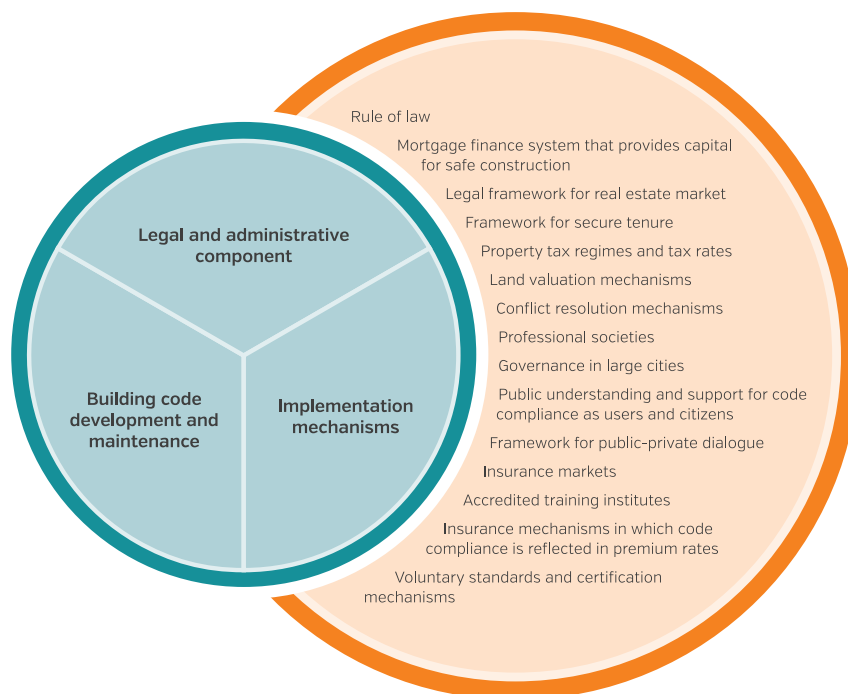 Rule of law
Mortgage finance system that provides capital
for safe construction
Legal framework for real estate market
Framework for secure tenure
Property tax regimes and tax rates
Land valuation mechanisms
Conflict resolution mechanisms
Professional societies
Governance in large cities
Public understanding and support for code
compliance as users and citizens
Framework for public-private dialogue
Insurance markets
Accredited training institutes
Insurance mechanisms in which code
compliance is reflected in premium rates
Voluntary standards and certification
mechanisms
Legal and administrative
component
Building code
development and
maintenance
Implementation
mechanisms